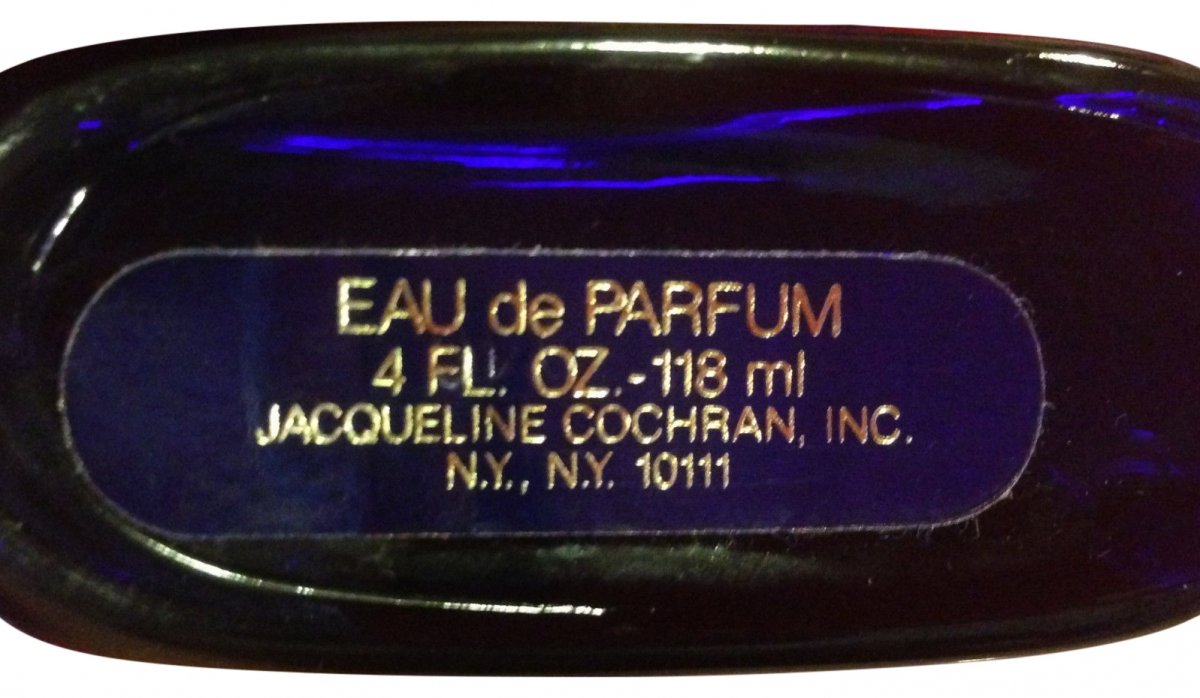 EAU de PARFUM
4 FL. OZ.-118 ml
JACQUELINE COCHRAN, INC.
N.Y., N.Y. 10111